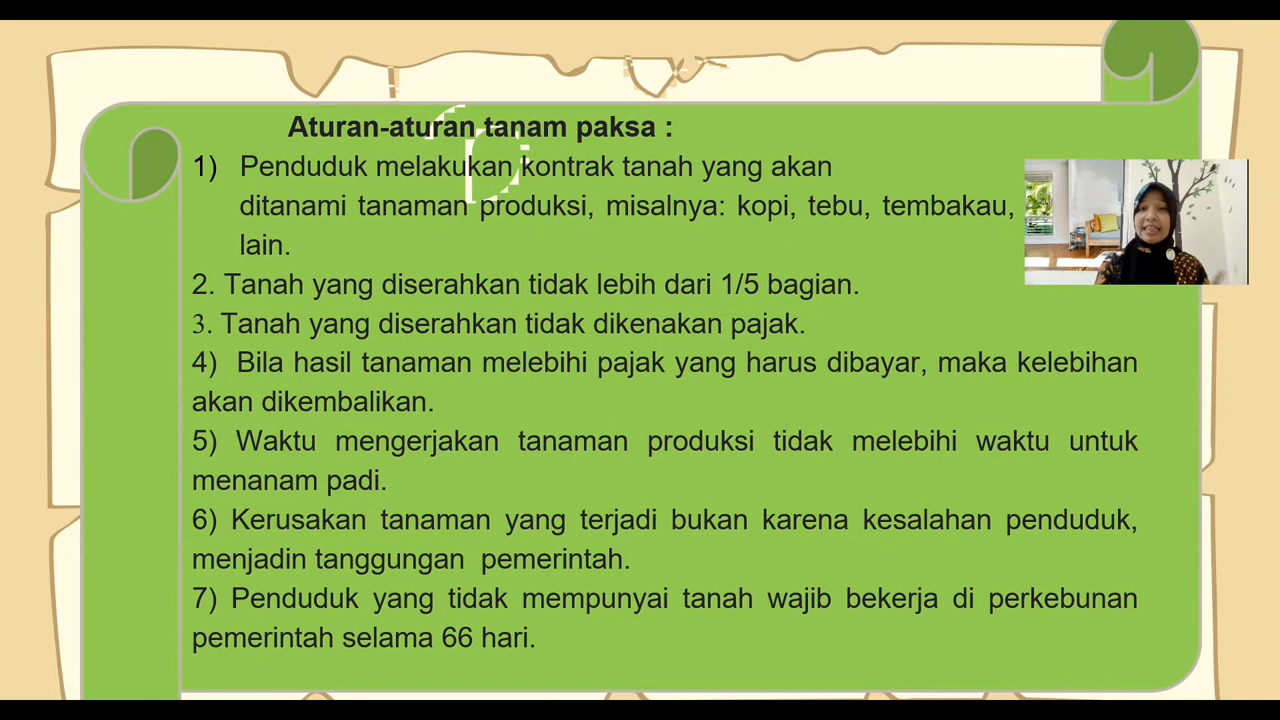 Aturan-aturan tanam paksa :
1) Penduduk melakukan kontrak tanah yang akan
ditanami tanaman produksi, misalnya: kopi, tebu, tembakau,
lain.
2. Tanah yang diserahkan tidak lebih dari 1/5 bagian.
3. Tanah yang diserahkan tidak dikenakan pajak.
4) Bila hasil tanaman melebihi pajak yang harus dibayar, maka kelebihan
akan dikembalikan.
5) Waktu mengerjakan tanaman produksi tidak melebihi waktu untuk
menanam padi.
6) Kerusakan tanaman yang terjadi bukan karena kesalahan penduduk,
menjadin tanggungan pemerintah.
7) Penduduk yang tidak mempunyai tanah wajib bekerja di perkebunan
pemerintah selama 66 hari.